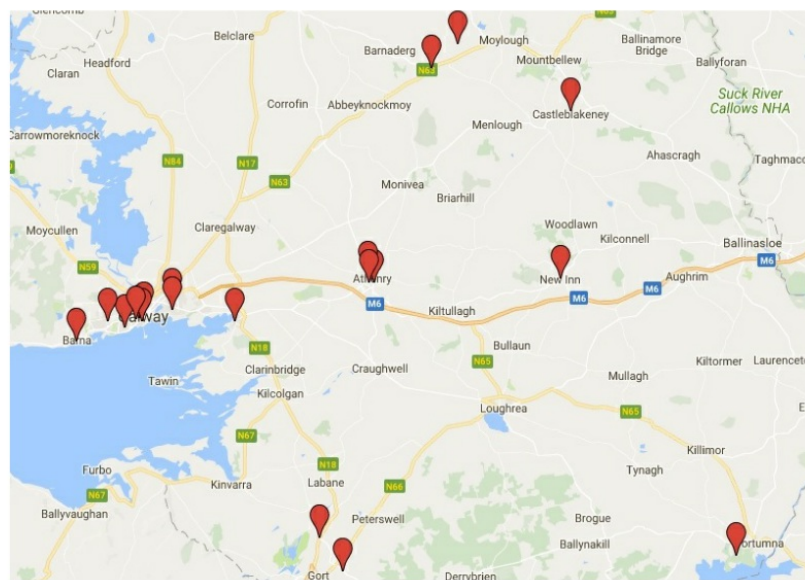 Glencomb
Belclare
N63
Ballinamore
Bridge
Barnaderg
Moylough
Headford
Mountbellew
Ballyforan
Claran
N63
Corrofin
Abbeyknockmoy
Castleblakeney
Suck River
Callows NHA
Carrowmoreknock
Menlough
N84
N17
Ahascragh
Taghmaco
N63
Monivea
Briarhill
Moycullen
Claregalway
Woodlawn
Kilconnell
Ballinasloe
N59
M6
New Inn
Aughrim
M6
M6
Kiltullagh
Galway
Barna
Bullaun
N18
Clarinbridge
Craughwell
N65
Kiltormer
Laurencet
Tawin
Mullagh
Kilcolgan
Loughrea
N65
N67
Killimor
N18
Furbo
Kinvarra
Labane
N66
Tynagh
N67
Ballyvaughan
Peterswell
Brogue
Ballynakill
Gort
Derrybrien